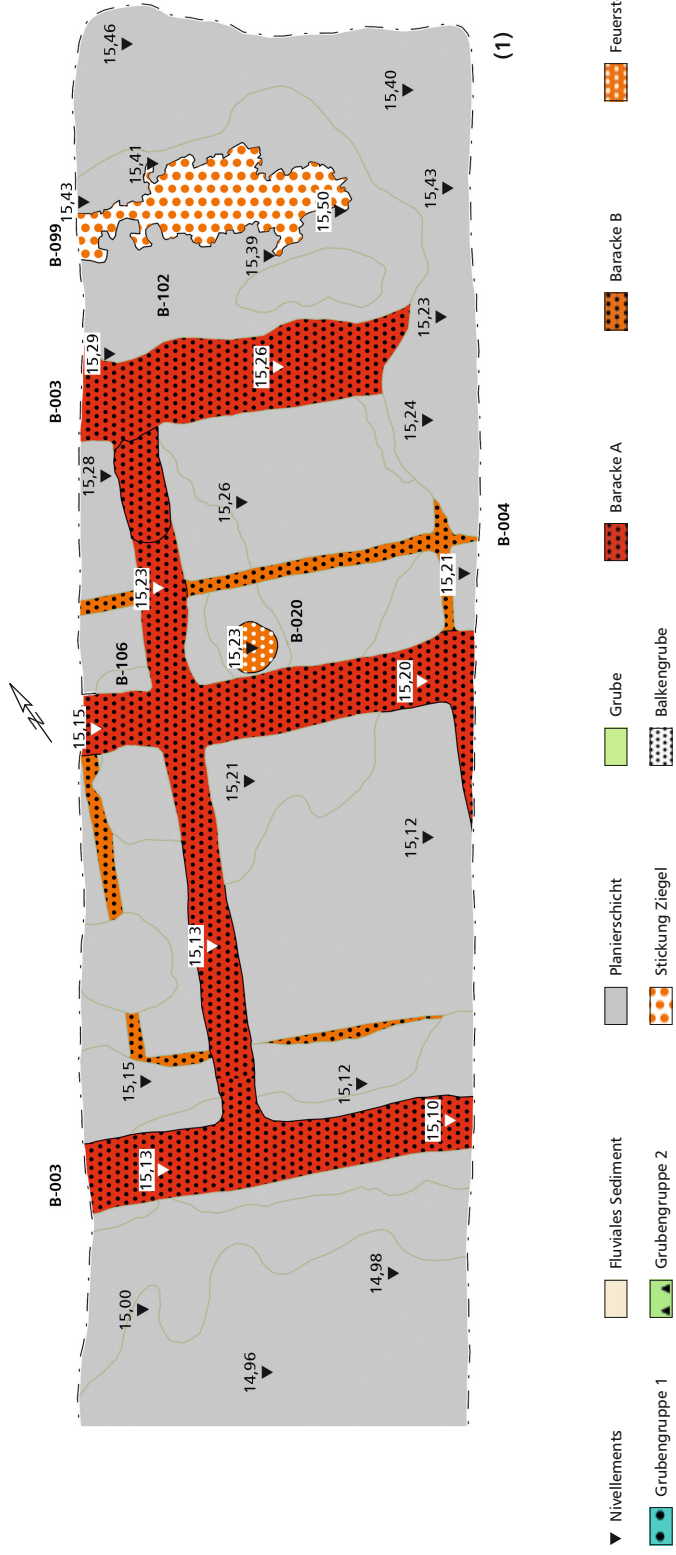 15,46
15,40
(1)
15,43
15,41
15,43
15,50
B-099
15,39
B-102
15,29
15,23
B-003
15,26
15,24
15,28
15,26
B-004
15,23
15,21
B-020
15,23
B-106
15,20
15,15
15,21
15,12
15,13
15,15
15,12
15,10
B-003
15,13
14,98
15,00
14,96
Nivellements
Fluviales Sediment
Planierschicht
Grube
Baracke A
Baracke B
Feuerst
Grubengruppe 1
Grubengruppe 2
Stickung Ziegel
Balkengrube